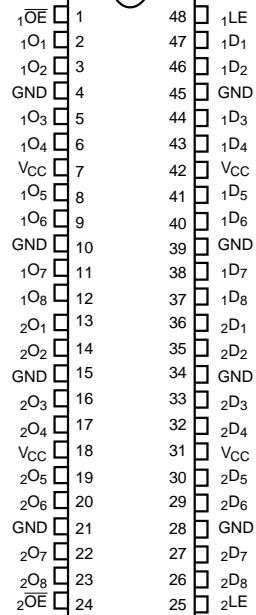 ₁O̅E̅ 1 48 ₁LE
₁O₁ 2 47 ₁D₁
₁O₂ 3 46 ₁D₂
GND 4 45 GND
₁O₃ 5 44 ₁D₃
₁O₄ 6 43 ₁D₄
VCC 7 42 VCC
₁O₅ 8 41 ₁D₅
₁O₆ 9 40 ₁D₆
GND 10 39 GND
₁O₇ 11 38 ₁D₇
₁O₈ 12 37 ₁D₈
₂O₁ 13 36 ₂D₁
₂O₂ 14 35 ₂D₂
GND 15 34 GND
₂O₃ 16 33 ₂D₃
₂O₄ 17 32 ₂D₄
VCC 18 31 VCC
₂O₅ 19 30 ₂D₅
₂O₆ 20 29 ₂D₆
GND 21 28 GND
₂O₇ 22 27 ₂D₇
₂O₈ 23 26 ₂D₈
₂O̅E̅ 24 25 ₂LE